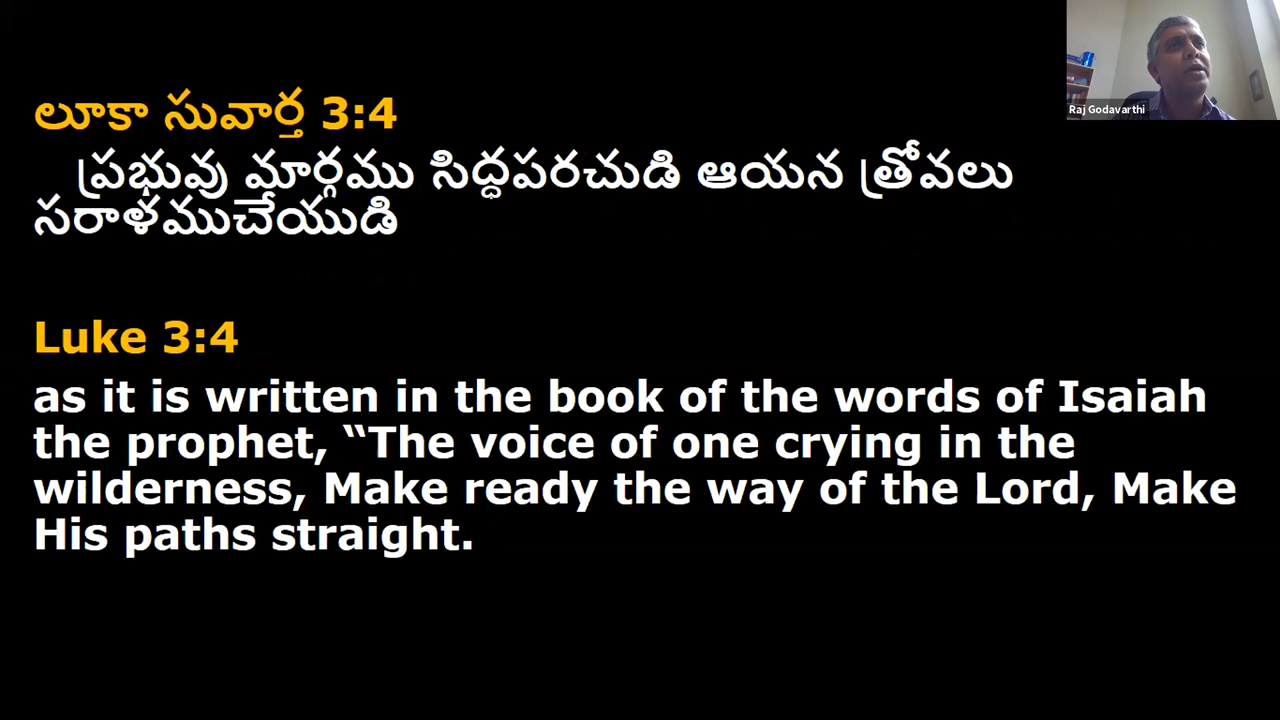 Raj Godavarthi
లూకా సువార్త 3:4
ప్రభువు మార్గము సిద్ధపరచుడి ఆయన త్రోవలు
సరాళముచేయుడి
Luke 3:4
as it is written in the book of the words of Isaiah
the prophet, “The voice of one crying in the
wilderness, Make ready the way of the Lord, Make
His paths straight.